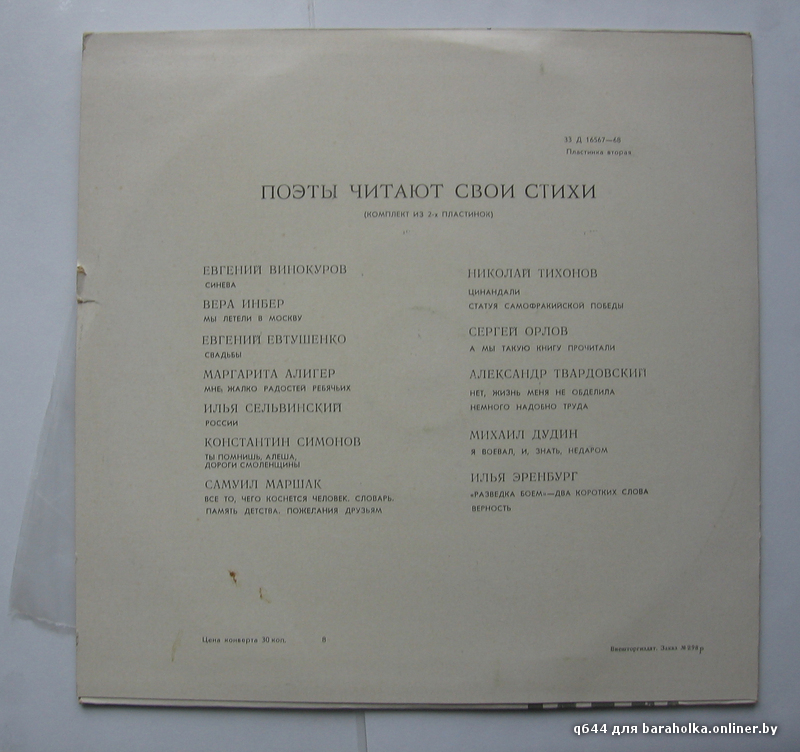 33 Д 16567—68
Пластинка вторая
ПОЭТЫ ЧИТАЮТ СВОИ СТИХИ
(КОМПЛЕКТ ИЗ 2-х ПЛАСТИНОК)
ЕВГЕНИЙ ВИНОКУРОВ
СИНЕВА
ВЕРА ИНБЕР
МЫ ЛЕТЕЛИ В МОСКВУ
ЕВГЕНИЙ ЕВТУШЕНКО
СВАДЬБЫ
МАРГАРИТА АЛИГЕР
МНЕ ЖАЛКО РАДОСТЕЙ РЕБЯЧЬИХ
ИЛЬЯ СЕЛЬВИНСКИЙ
РОССИИ
КОНСТАНТИН СИМОНОВ
ТЫ ПОМНИШЬ, АЛЕША,
ДОРОГИ СМОЛЕНЩИНЫ
САМУИЛ МАРШАК
ВСЕ ТО, ЧЕГО КОСНЕТСЯ ЧЕЛОВЕК. СЛОВАРЬ.
ПАМЯТЬ ДЕТСТВА. ПОЖЕЛАНИЯ ДРУЗЬЯМ
НИКОЛАЙ ТИХОНОВ
ЦИНАНДАЛИ
СТАТУЯ САМОФРАКИЙСКОЙ ПОБЕДЫ
СЕРГЕЙ ОРЛОВ
А МЫ ТАКУЮ КНИГУ ПРОЧИТАЛИ
АЛЕКСАНДР ТВАРДОВСКИЙ
НЕТ, ЖИЗНЬ МЕНЯ НЕ ОБДЕЛИЛА
НЕМНОГО НАДОБНО ТРУДА
МИХАИЛ ДУДИН
Я ВОЕВАЛ, И, ЗНАТЬ, НЕДАРОМ
ИЛЬЯ ЭРЕНБУРГ
«РАЗВЕДКА БОЕМ»—ДВА КОРОТКИХ СЛОВА
ВЕРНОСТЬ
Цена конверта 30 коп. 8
Внешторгиздат. Заказ № 896 р
q644 для baraholka.onliner.by